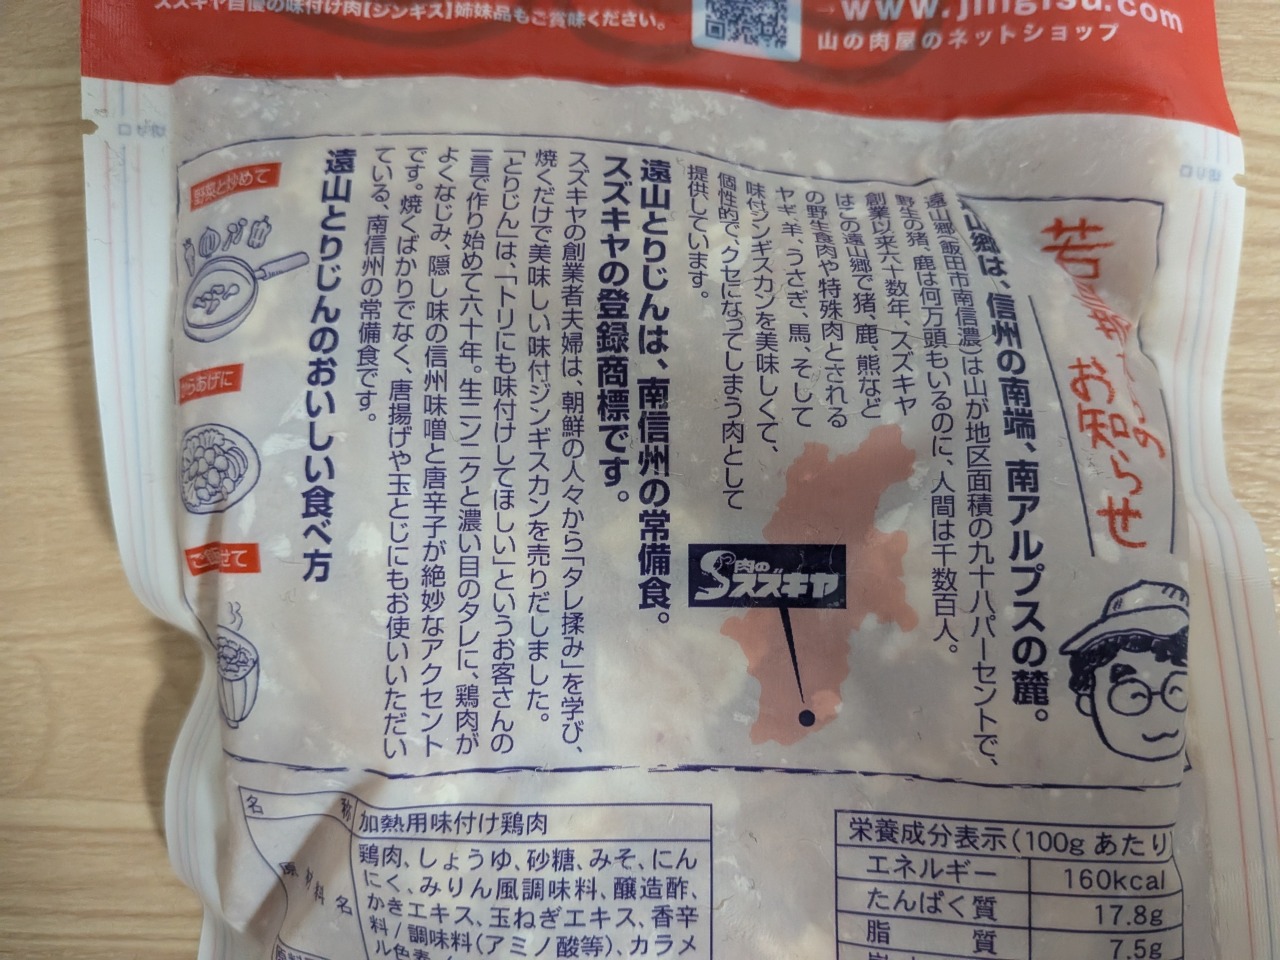 スズキヤ自慢の味付け肉【ジンギス】姉妹品もご賞味ください。
→www.jingisu.com
山の肉屋のネットショップ
切り口
お知らせ
山郷は、信州の南端、南アルプスの麓。
遠山郷(飯田市南信濃)は山が地区面積の九十八パーセントで、
野生の猪、鹿は何万頭もいるのに、人間は千数百人。
創業以来六十数年、スズキヤ
はこの遠山郷で猪、鹿、熊など
の野生食肉や特殊肉とされる
ヤギ、羊、うさぎ、馬、そして
味付ジンギスカンを美味しくて、
個性的で、クセになってしまう肉として
提供しています。
肉のスズキヤ
遠山とりじんは、南信州の常備食。
スズキヤの登録商標です。
スズキヤの創業者夫婦は、朝鮮の人々から「タレ揉み」を学び、
焼くだけで美味しい味付ジンギスカンを売りだしました。
「とりじん」は、「トリにも味付けしてほしい」というお客さんの
一言で作り始めて六十年。生ニンニクと濃い目のタレに、鶏肉が
よくなじみ、隠し味の信州味噌と唐辛子が絶妙なアクセント
です。焼くばかりでなく、唐揚げや玉とじにもお使いいただい
ている、南信州の常備食です。
遠山とりじんのおいしい食べ方
野菜と炒めて
からあげに
ご飯にのせて
名称 加熱用味付け鶏肉
原材料名 鶏肉、しょうゆ、砂糖、みそ、にん
にく、みりん風調味料、醸造酢、
かきエキス、玉ねぎエキス、香辛
料/調味料(アミノ酸等)、カラメ
ル色素
栄養成分表示(100gあたり)
エネルギー 160kcal
たんぱく質 17.8g
脂質 7.5g